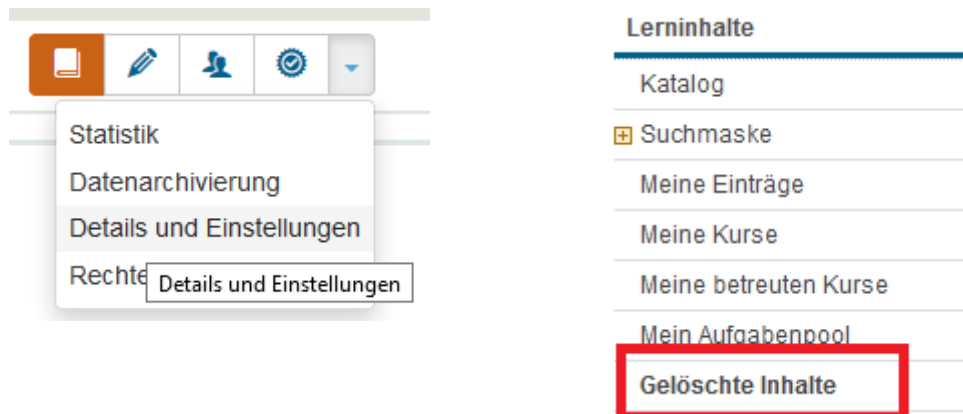 Statistik
Datenarchivierung
Details und Einstellungen
Rechte
Details und Einstellungen
Lerninhalte
Katalog
Suchmaske
Meine Einträge
Meine Kurse
Meine betreuten Kurse
Mein Aufgabenpool
Gelöschte Inhalte